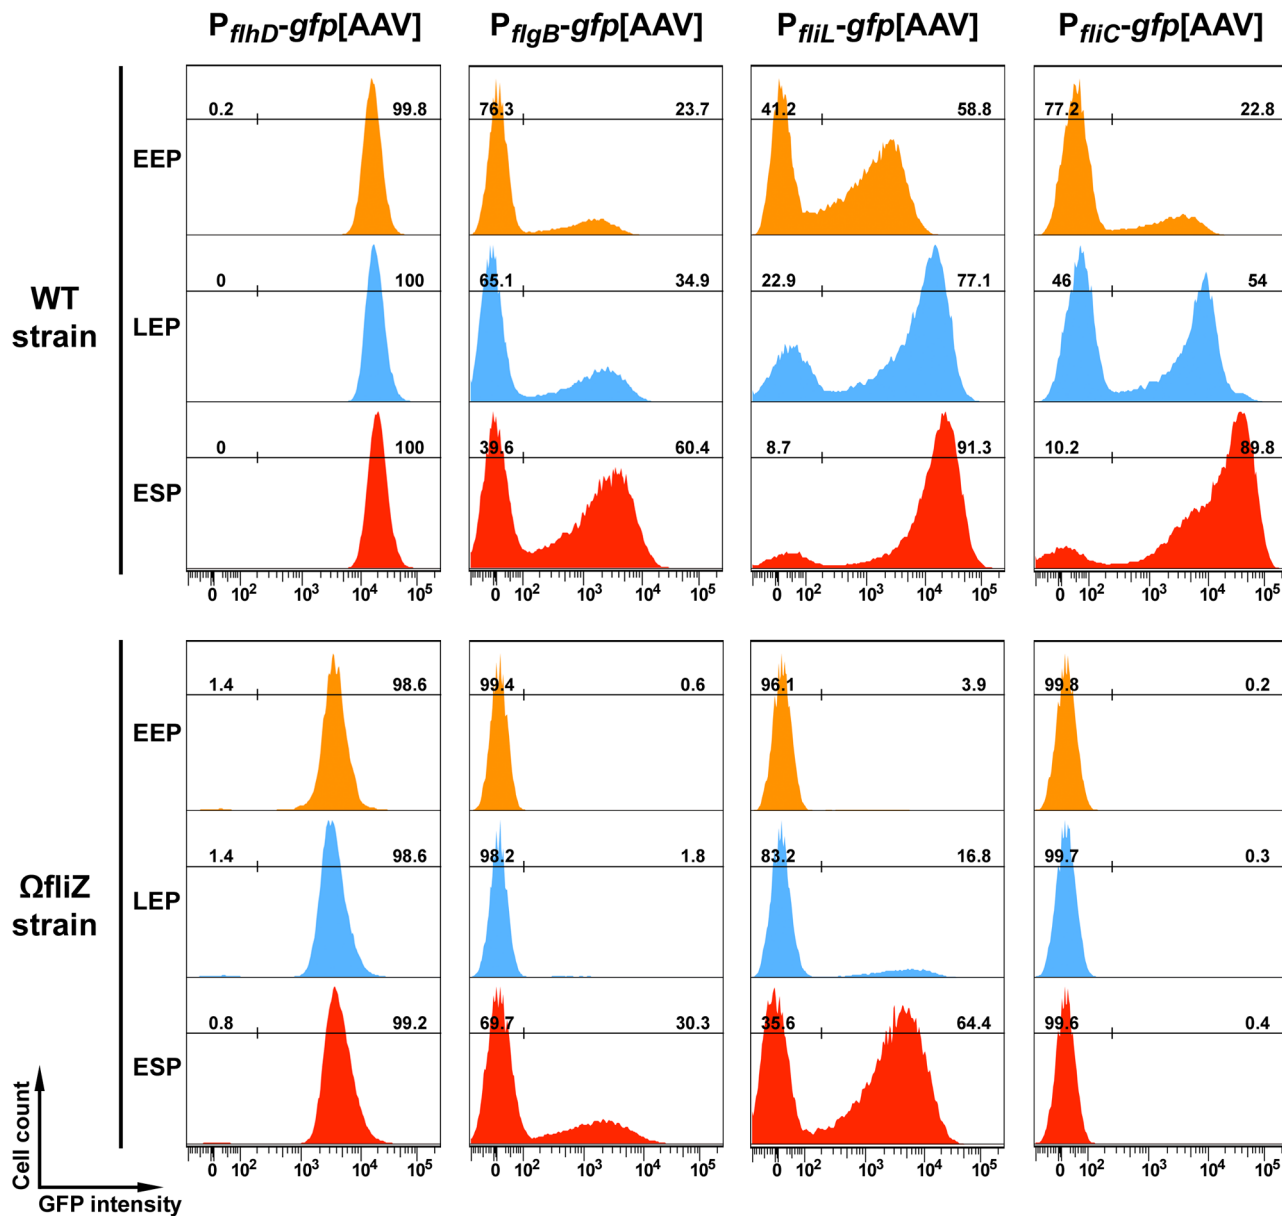 PflhD-gfp[AAV] PflgB-gfp[AAV] PfliL-gfp[AAV] PfliC-gfp[AAV]
WT
strain
EEP
0.2 99.8 76.3 23.7 41.2 58.8 77.2 22.8
LEP
0 100 65.1 34.9 22.9 77.1 46 54
ESP
0 100 39.6 60.4 8.7 91.3 10.2 89.8
0 10² 10³ 10⁴ 10⁵ 0 10² 10³ 10⁴ 10⁵ 0 10² 10³ 10⁴ 10⁵ 0 10² 10³ 10⁴ 10⁵
ΩfliZ
strain
EEP
1.4 98.6 99.4 0.6 96.1 3.9 99.8 0.2
LEP
1.4 98.6 98.2 1.8 83.2 16.8 99.7 0.3
ESP
0.8 99.2 69.7 30.3 35.6 64.4 99.6 0.4
0 10² 10³ 10⁴ 10⁵ 0 10² 10³ 10⁴ 10⁵ 0 10² 10³ 10⁴ 10⁵ 0 10² 10³ 10⁴ 10⁵
Cell count
GFP intensity